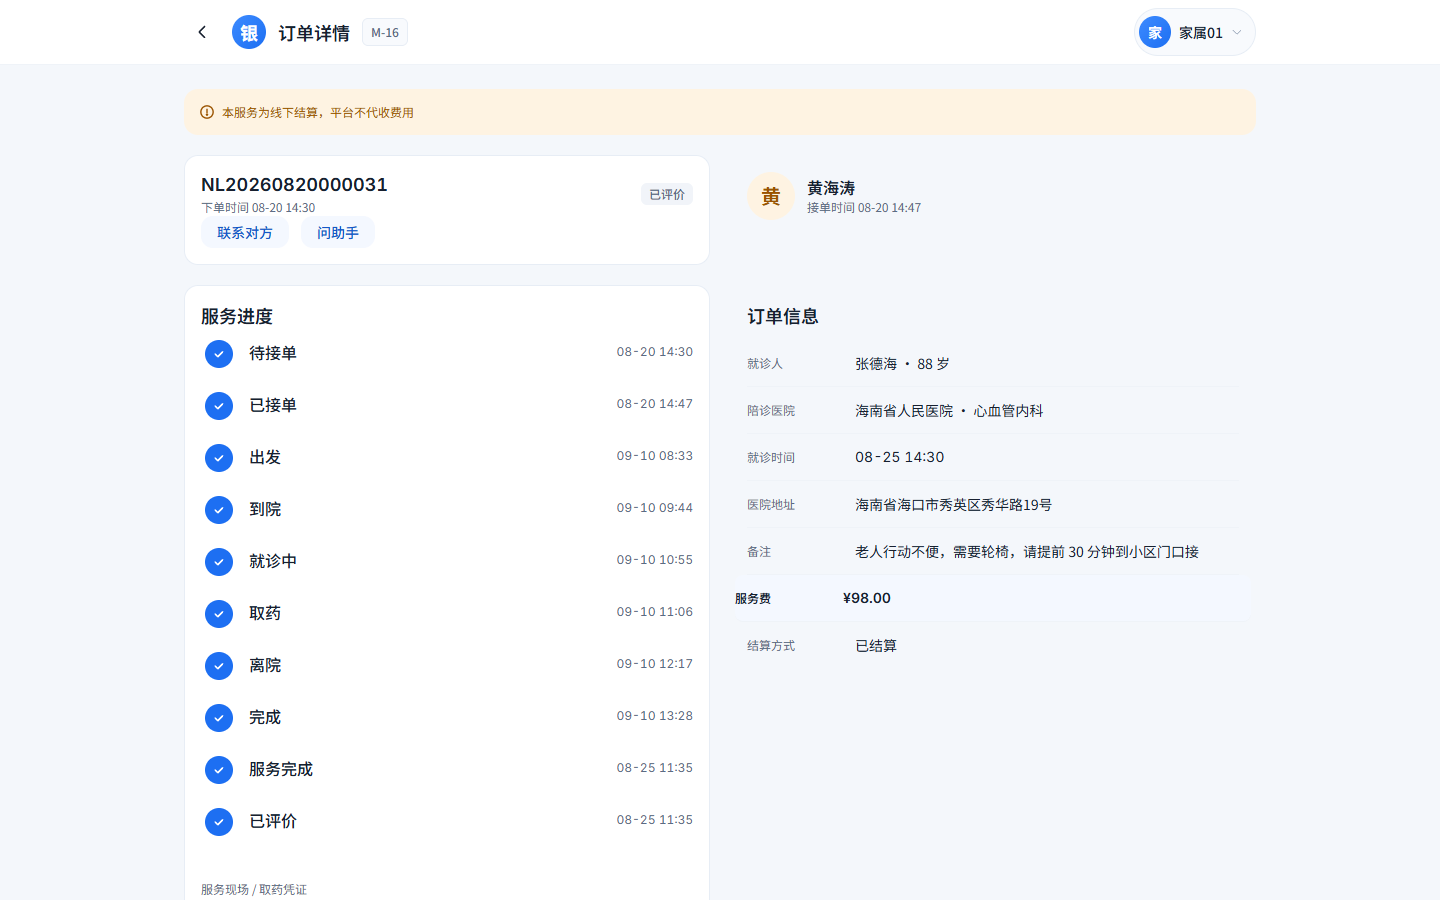 银 订单详情 M-16
家 家属01
本服务为线下结算，平台不代收费用
NL20260820000031
下单时间 08-20 14:30
已评价
联系对方 问助手
黄 黄海涛
接单时间 08-20 14:47
服务进度
待接单 08-20 14:30
已接单 08-20 14:47
出发 09-10 08:33
到院 09-10 09:44
就诊中 09-10 10:55
取药 09-10 11:06
离院 09-10 12:17
完成 09-10 13:28
服务完成 08-25 11:35
已评价 08-25 11:35
服务现场 / 取药凭证
订单信息
就诊人 张德海 · 88 岁
陪诊医院 海南省人民医院 · 心血管内科
就诊时间 08-25 14:30
医院地址 海南省海口市秀英区秀华路19号
备注 老人行动不便，需要轮椅，请提前 30 分钟到小区门口接
服务费 ¥98.00
结算方式 已结算